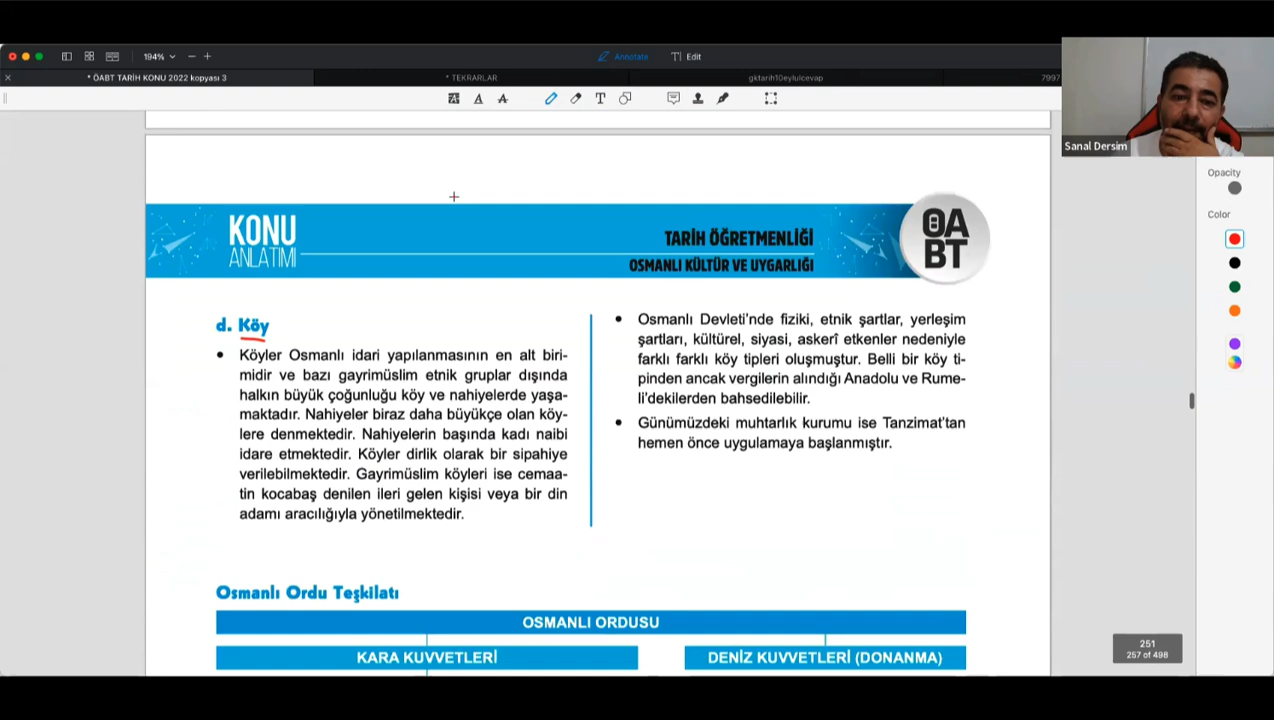 194%
Annotate
Edit
* ÖABT TARİH KONU 2022 kopyası 3
* TEKRARLAR
gktarih10eylulcevap
7997
Sanal Dersim
Opacity
Color
KONU
ANLATIMI
TARİH ÖĞRETMENLİĞİ
OSMANLI KÜLTÜR VE UYGARLIĞI
ÖA
BT
d. Köy
• Köyler Osmanlı idari yapılanmasının en alt biri-
midir ve bazı gayrimüslim etnik gruplar dışında
halkın büyük çoğunluğu köy ve nahiyelerde yaşa-
maktadır. Nahiyeler biraz daha büyükçe olan köy-
lere denmektedir. Nahiyelerin başında kadı naibi
idare etmektedir. Köyler dirlik olarak bir sipahiye
verilebilmektedir. Gayrimüslim köyleri ise cemaa-
tin kocabaş denilen ileri gelen kişisi veya bir din
adamı aracılığıyla yönetilmektedir.
• Osmanlı Devleti'nde fiziki, etnik şartlar, yerleşim
şartları, kültürel, siyasi, askerî etkenler nedeniyle
farklı farklı köy tipleri oluşmuştur. Belli bir köy ti-
pinden ancak vergilerin alındığı Anadolu ve Rume-
li'dekilerden bahsedilebilir.
• Günümüzdeki muhtarlık kurumu ise Tanzimat'tan
hemen önce uygulamaya başlanmıştır.
Osmanlı Ordu Teşkilatı
OSMANLI ORDUSU
KARA KUVVETLERİ
DENİZ KUVVETLERİ (DONANMA)
251
257 of 498